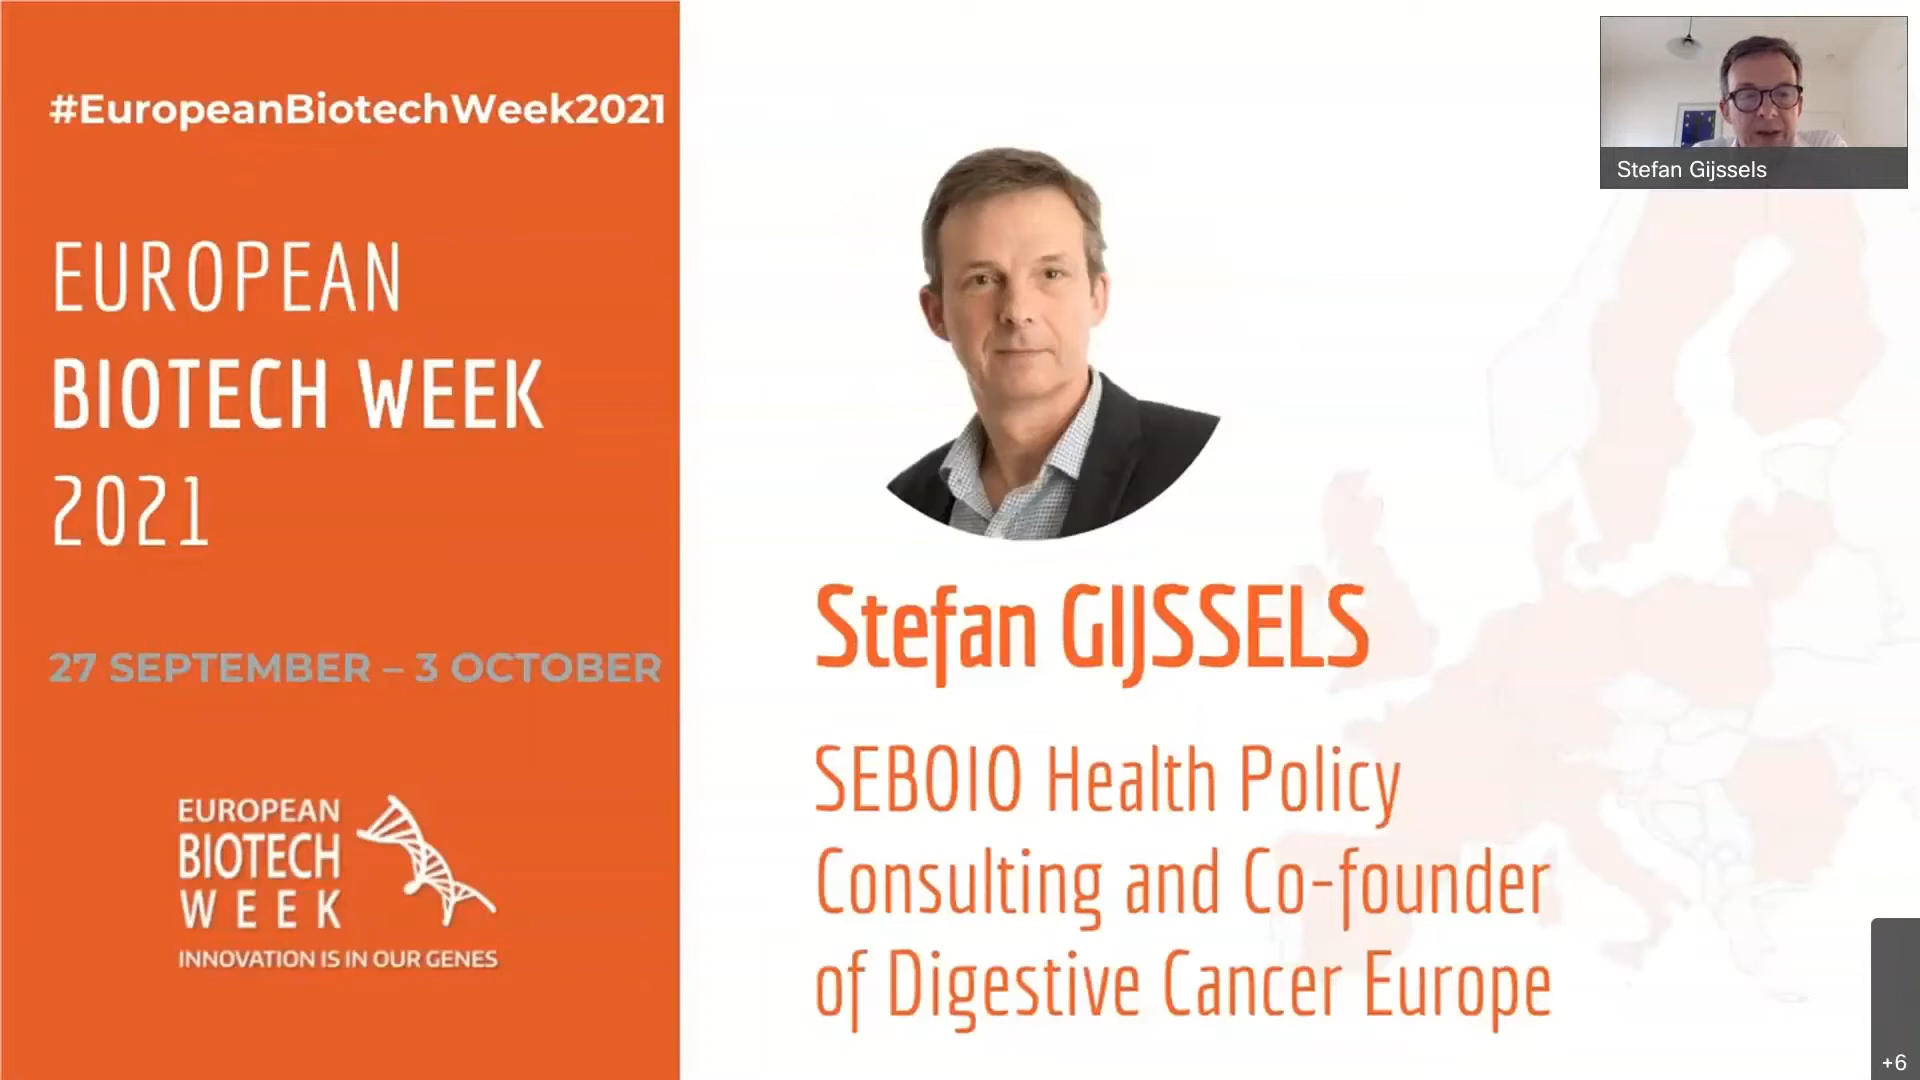 #EuropeanBiotechWeek2021
EUROPEAN
BIOTECH WEEK
2021
27 SEPTEMBER – 3 OCTOBER
EUROPEAN
BIOTECH
WEEK
INNOVATION IS IN OUR GENES
Stefan Gijssels
Stefan GIJSSELS
SEBOIO Health Policy
Consulting and Co-founder
of Digestive Cancer Europe
+6